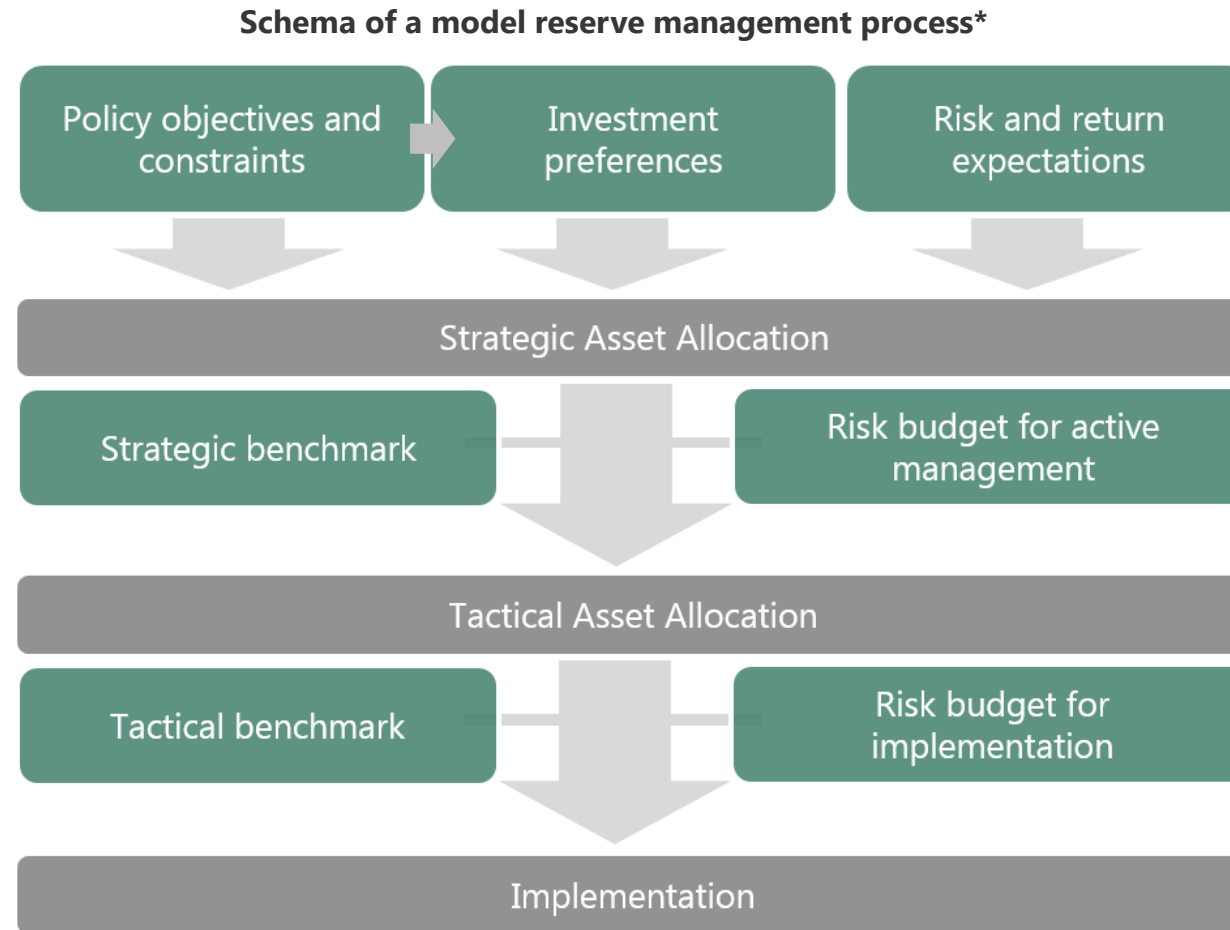 Schema of a model reserve management process*
Policy objectives and
constraints
Investment
preferences
Risk and return
expectations
Strategic Asset Allocation
Strategic benchmark
Risk budget for active
management
Tactical Asset Allocation
Tactical benchmark
Risk budget for
implementation
Implementation